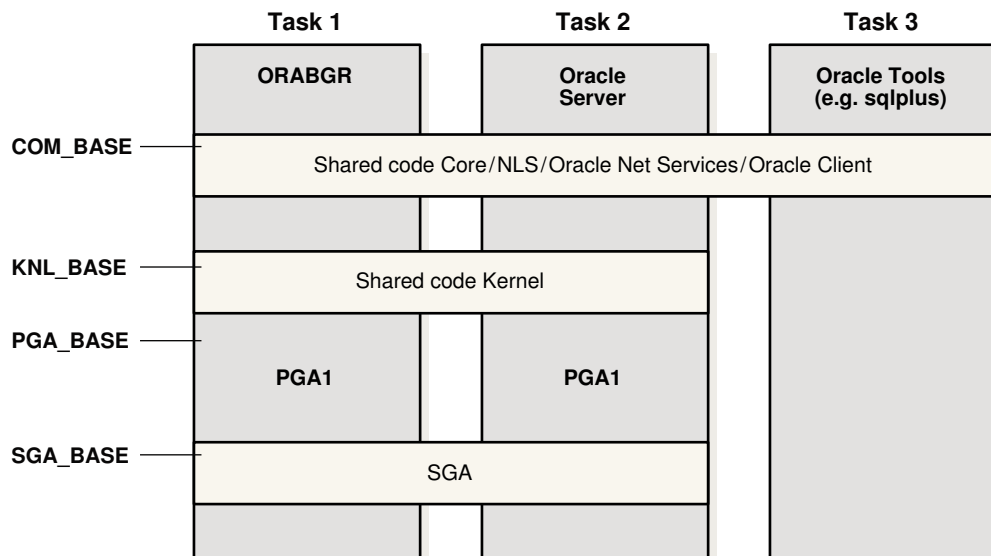 Task 1
Task 2
Task 3
ORABGR
Oracle
Server
Oracle Tools
(e.g. sqlplus)
COM_BASE
Shared code Core/NLS/Oracle Net Services/Oracle Client
KNL_BASE
Shared code Kernel
PGA_BASE
PGA1
PGA1
SGA_BASE
SGA